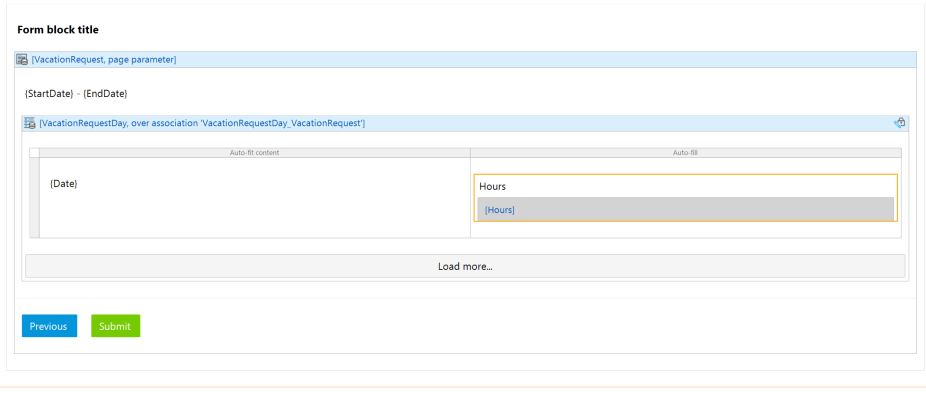 Form block title
[VacationRequest, page parameter]
{StartDate} - {EndDate}
[VacationRequestDay, over association 'VacationRequestDay_VacationRequest']
Auto-fit content
Auto-fill
{Date}
Hours
[Hours]
Load more...
Previous
Submit